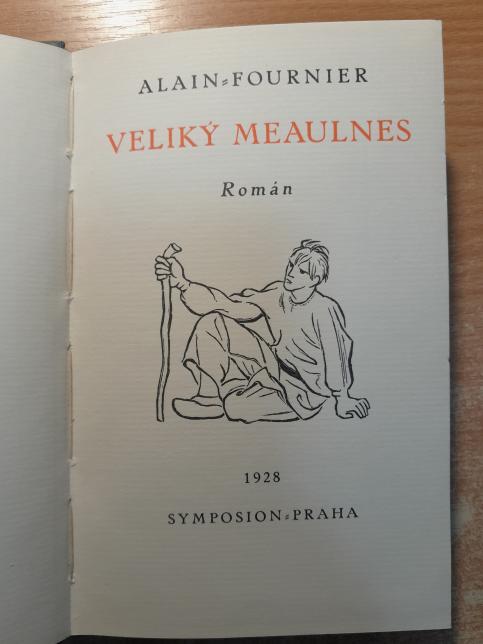 ALAIN=FOURNIER
VELIKÝ MEAULNES
Román
1928
SYMPOSION=PRAHA